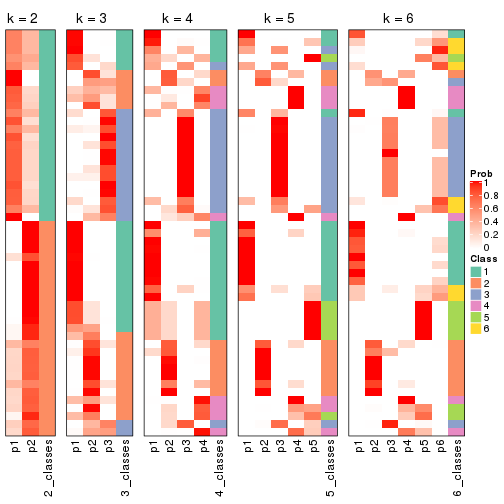 k = 2
k = 3
k = 4
k = 5
k = 6
Prob
1
0.8
0.6
0.4
0.2
0
Class
1
2
3
4
5
6
p1 p2 2_classes
p1 p2 p3 3_classes
p1 p2 p3 p4 4_classes
p1 p2 p3 p4 p5 5_classes
p1 p2 p3 p4 p5 p6 6_classes